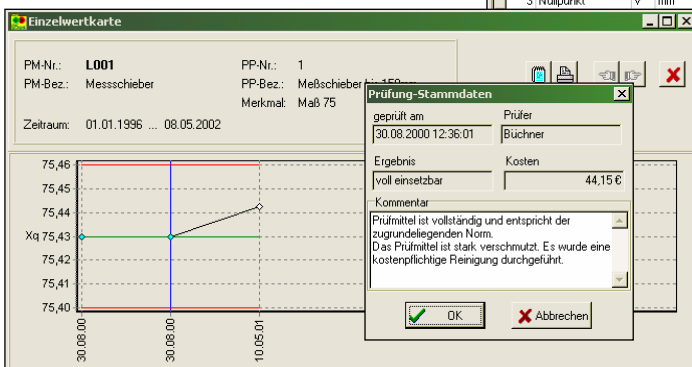 3 Nullpunkt v mm
Einzelwertkarte
PM-Nr.: L001 PP-Nr.: 1
PM-Bez.: Messschieber PP-Bez.: Meßschieber bis 150mm
Merkmal: Maß 75
Zeitraum: 01.01.1996 ... 08.05.2002
Prüfung-Stammdaten
geprüft am Prüfer
30.08.2000 12:36:01 Büchner
Ergebnis Kosten
voll einsetzbar 44,15 €
Kommentar
Prüfmittel ist vollständig und entspricht der
zugrundeliegenden Norm.
Das Prüfmittel ist stark verschmutzt. Es wurde eine
kostenpflichtige Reinigung durchgeführt.
OK Abbrechen
75,46
75,45
75,44
Xq 75,43
75,42
75,41
75,40
30.08.00
30.08.00
10.05.01